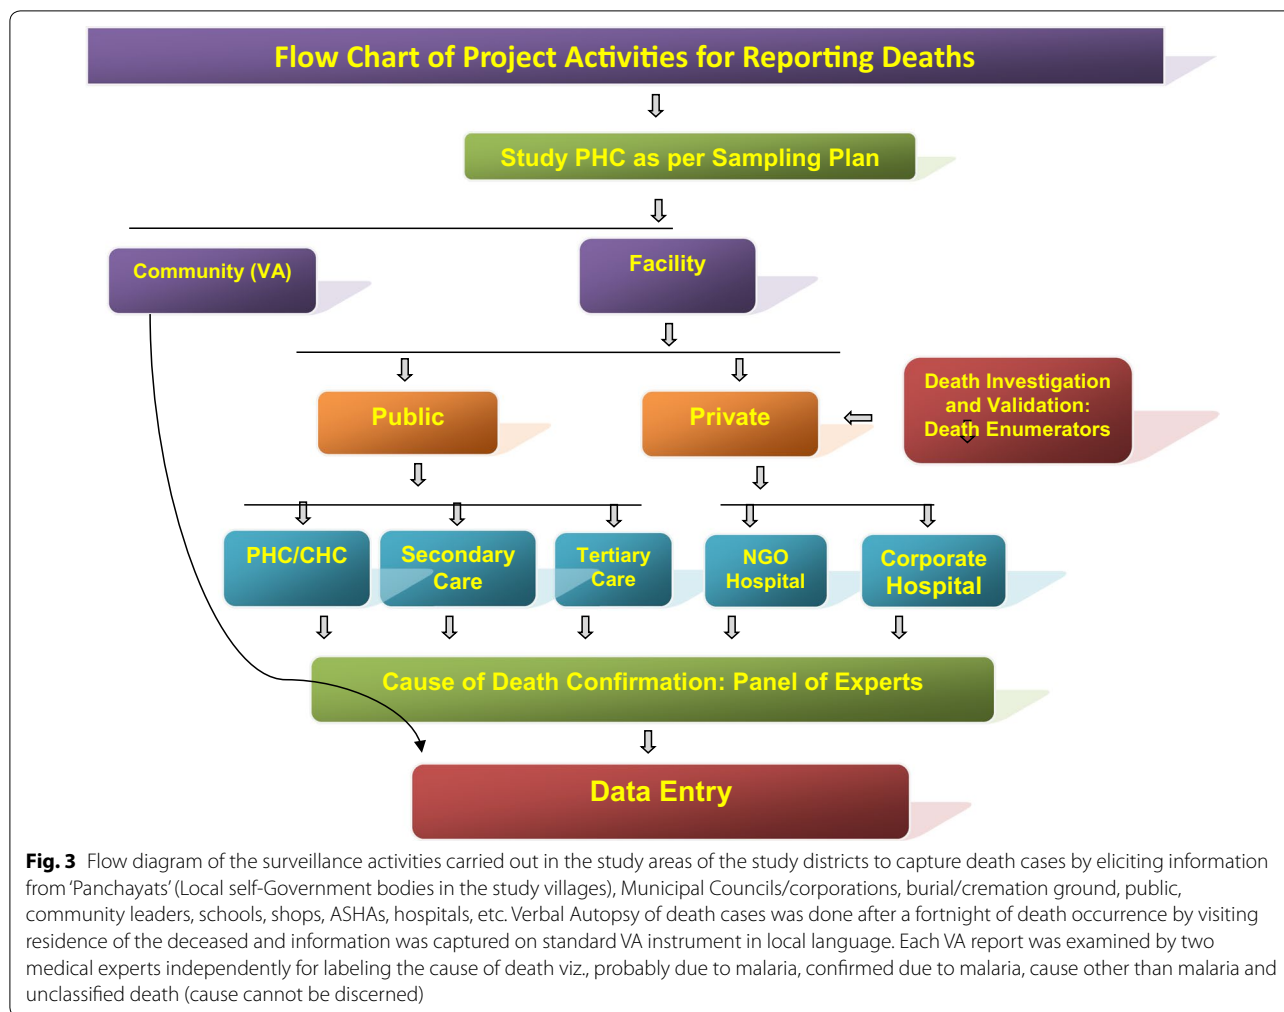 Flow Chart of Project Activities for Reporting Deaths
Study PHC as per Sampling Plan
Community (VA)
Facility
Public
Private
Death Investigation
and Validation:
Death Enumerators
PHC/CHC
Secondary
Care
Tertiary
Care
NGO
Hospital
Corporate
Hospital
Cause of Death Confirmation: Panel of Experts
Data Entry
Fig. 3 Flow diagram of the surveillance activities carried out in the study areas of the study districts to capture death cases by eliciting information
from ‘Panchayats’ (Local self-Government bodies in the study villages), Municipal Councils/corporations, burial/cremation ground, public,
community leaders, schools, shops, ASHAs, hospitals, etc. Verbal Autopsy of death cases was done after a fortnight of death occurrence by visiting
residence of the deceased and information was captured on standard VA instrument in local language. Each VA report was examined by two
medical experts independently for labeling the cause of death viz., probably due to malaria, confirmed due to malaria, cause other than malaria and
unclassified death (cause cannot be discerned)